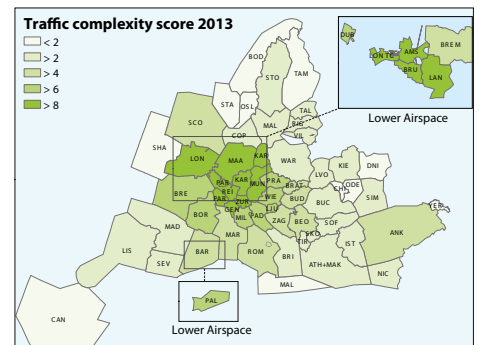 Traffic complexity score 2013
< 2
> 2
> 4
> 6
> 8
DUB
LON TC
AMS
BREM
BRU
LAN
Lower Airspace
BOD
STO
TAM
STA
OSL
SCO
COP
MAL
TAL
RIG
VIL
SHA
LON
MAA
KAR
WAR
KIE
DNI
LVO
ODE
SIM
BRE
PAR
REI
KAR
MUN
PRA
BRAT
PAR
ZUR
WIE
BUD
BUC
CHI
YER
GEN
MIL
PAD
LJU
ZAG
BEO
SOF
ANK
BOR
MAR
ROM
SKO
TIR
IST
MAD
LIS
SEV
BAR
BRI
ATH+MAK
NIC
MAL
CAN
PAL
Lower Airspace